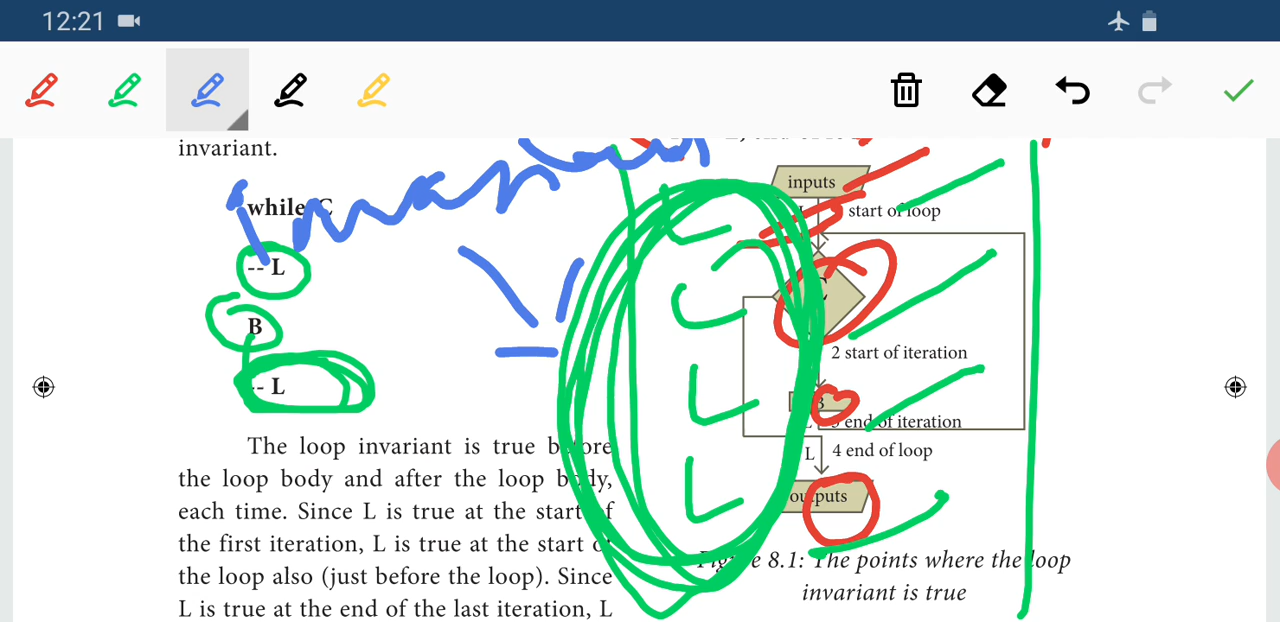 12:21
invariant.
while C
-- L
B
-- L
The loop invariant is true before
the loop body and after the loop body,
each time. Since L is true at the start of
the first iteration, L is true at the start of
the loop also (just before the loop). Since
L is true at the end of the last iteration, L
inputs
start of loop
C
2 start of iteration
B
3 end of iteration
L 4 end of loop
outputs
Figure 8.1: The points where the loop
invariant is true
L
L
L
L